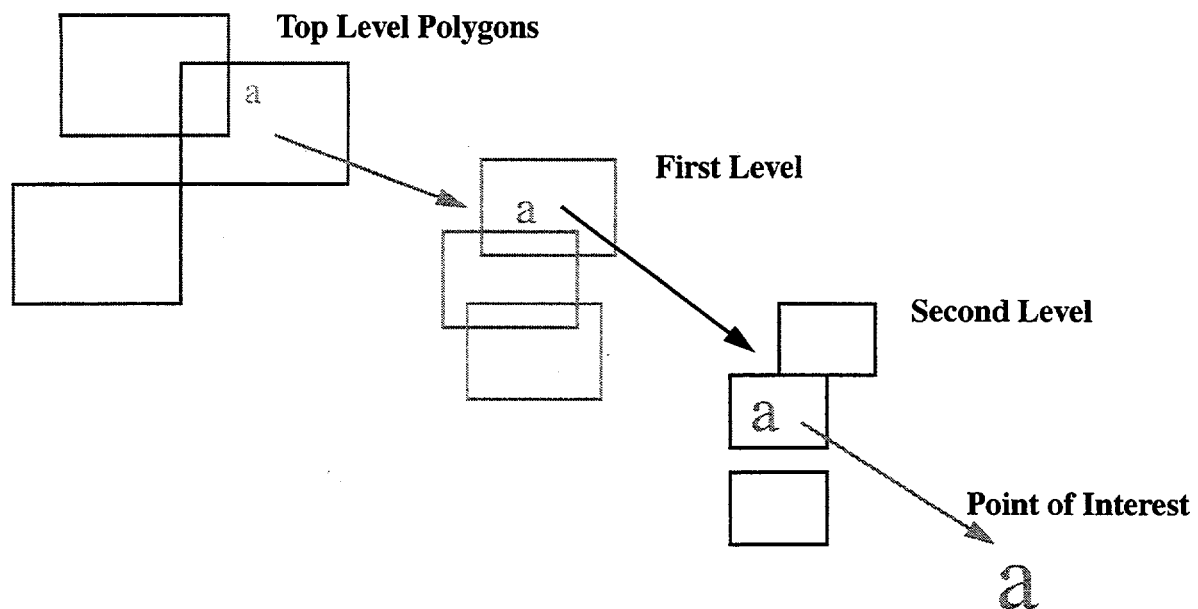 Top Level Polygons
a
First Level
a
Second Level
a
Point of Interest
a